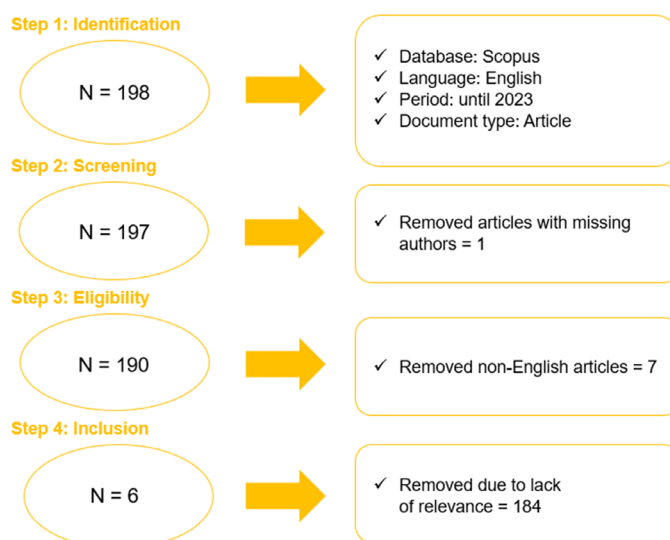 Step 1: Identification
N = 198
✓ Database: Scopus
✓ Language: English
✓ Period: until 2023
✓ Document type: Article
Step 2: Screening
N = 197
✓ Removed articles with missing
authors = 1
Step 3: Eligibility
N = 190
✓ Removed non-English articles = 7
Step 4: Inclusion
N = 6
✓ Removed due to lack
of relevance = 184